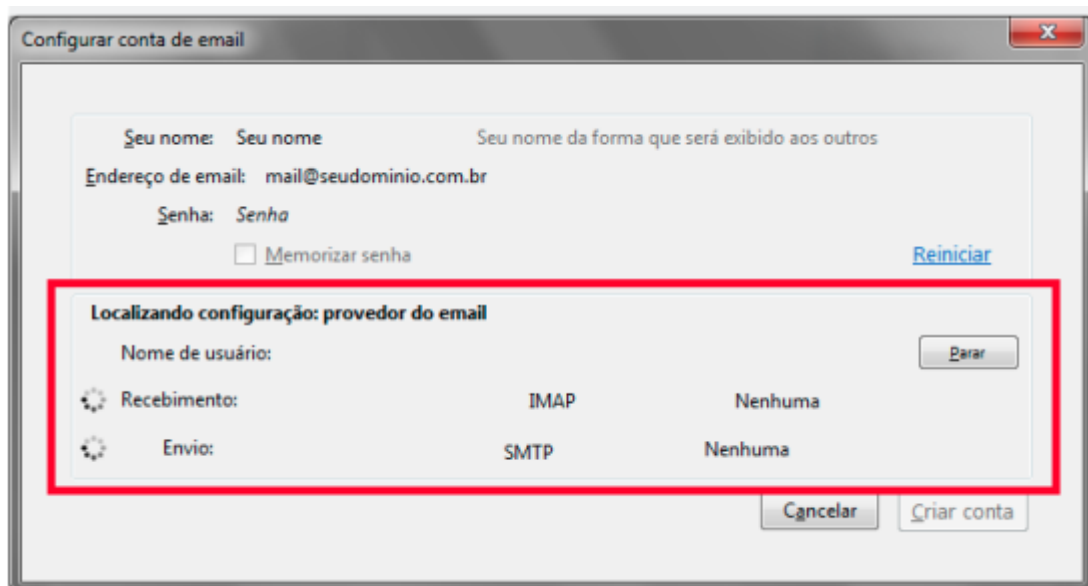 Configurar conta de email
x
Seu nome: Seu nome Seu nome da forma que será exibido aos outros
Endereço de email: mail@seudominio.com.br
Senha: Senha
Memorizar senha Reiniciar
Localizando configuração: provedor do email
Nome de usuário: Parar
Recebimento: IMAP Nenhuma
Envio: SMTP Nenhuma
Cancelar Criar conta